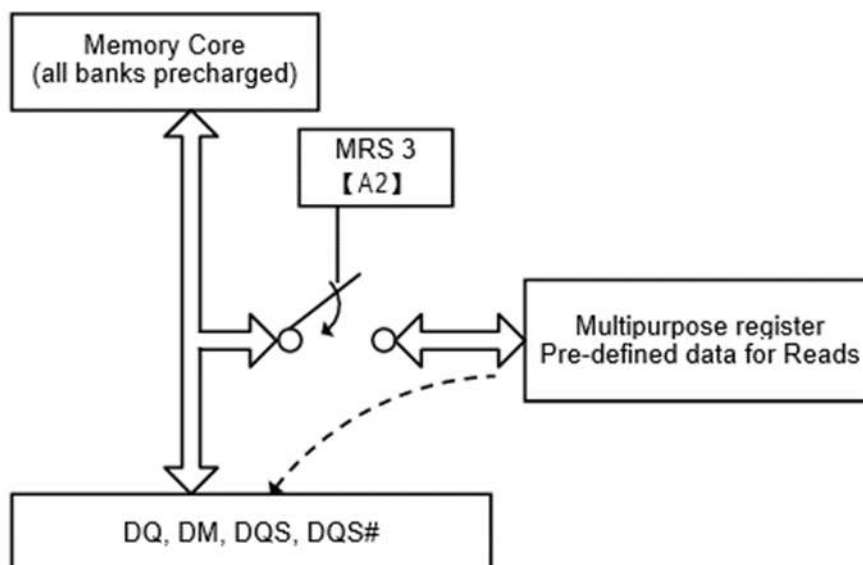 Memory Core
(all banks precharged)
MRS 3
【A2】
Multipurpose register
Pre-defined data for Reads
DQ, DM, DQS, DQS#